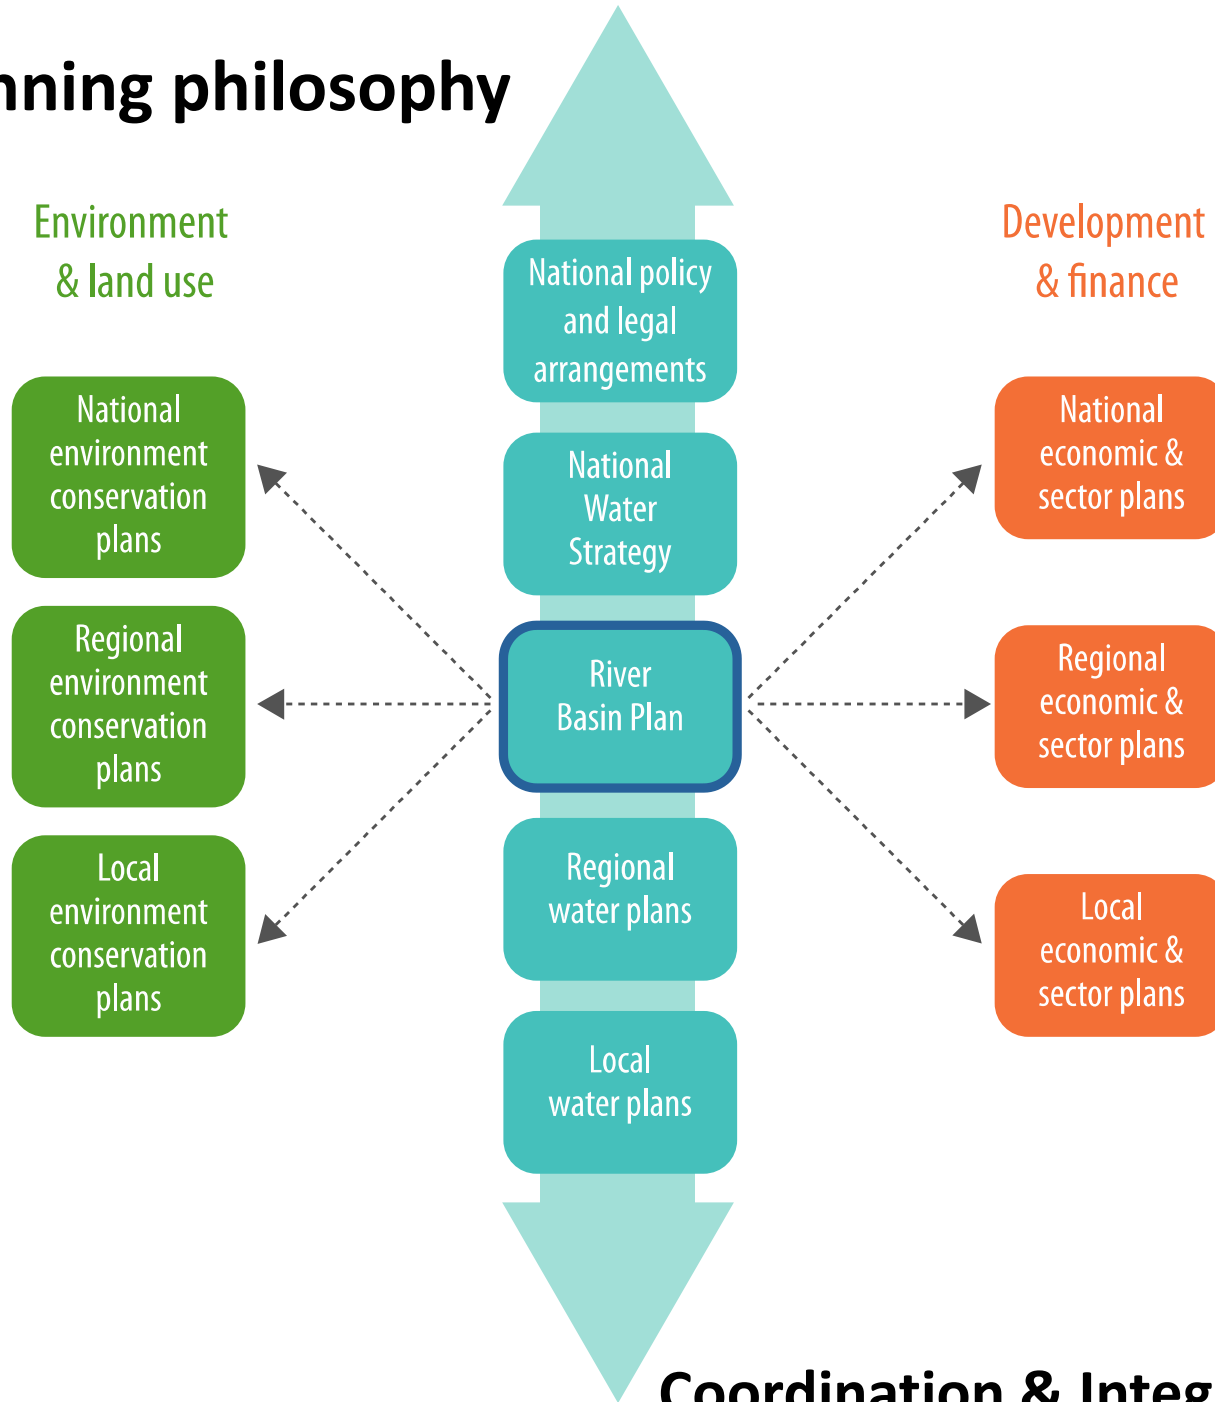 nning philosophy
Environment
& land use
National
environment
conservation
plans
Regional
environment
conservation
plans
Local
environment
conservation
plans
National policy
and legal
arrangements
National
Water
Strategy
River
Basin Plan
Regional
water plans
Local
water plans
Development
& finance
National
economic &
sector plans
Regional
economic &
sector plans
Local
economic &
sector plans
Coordination & Integ